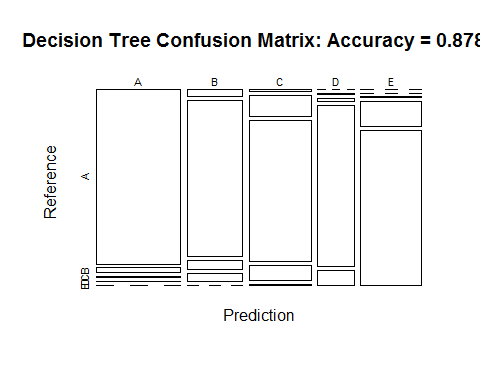 Decision Tree Confusion Matrix: Accuracy = 0.878
A B C D E
Reference
A
B
C
D
E
Prediction